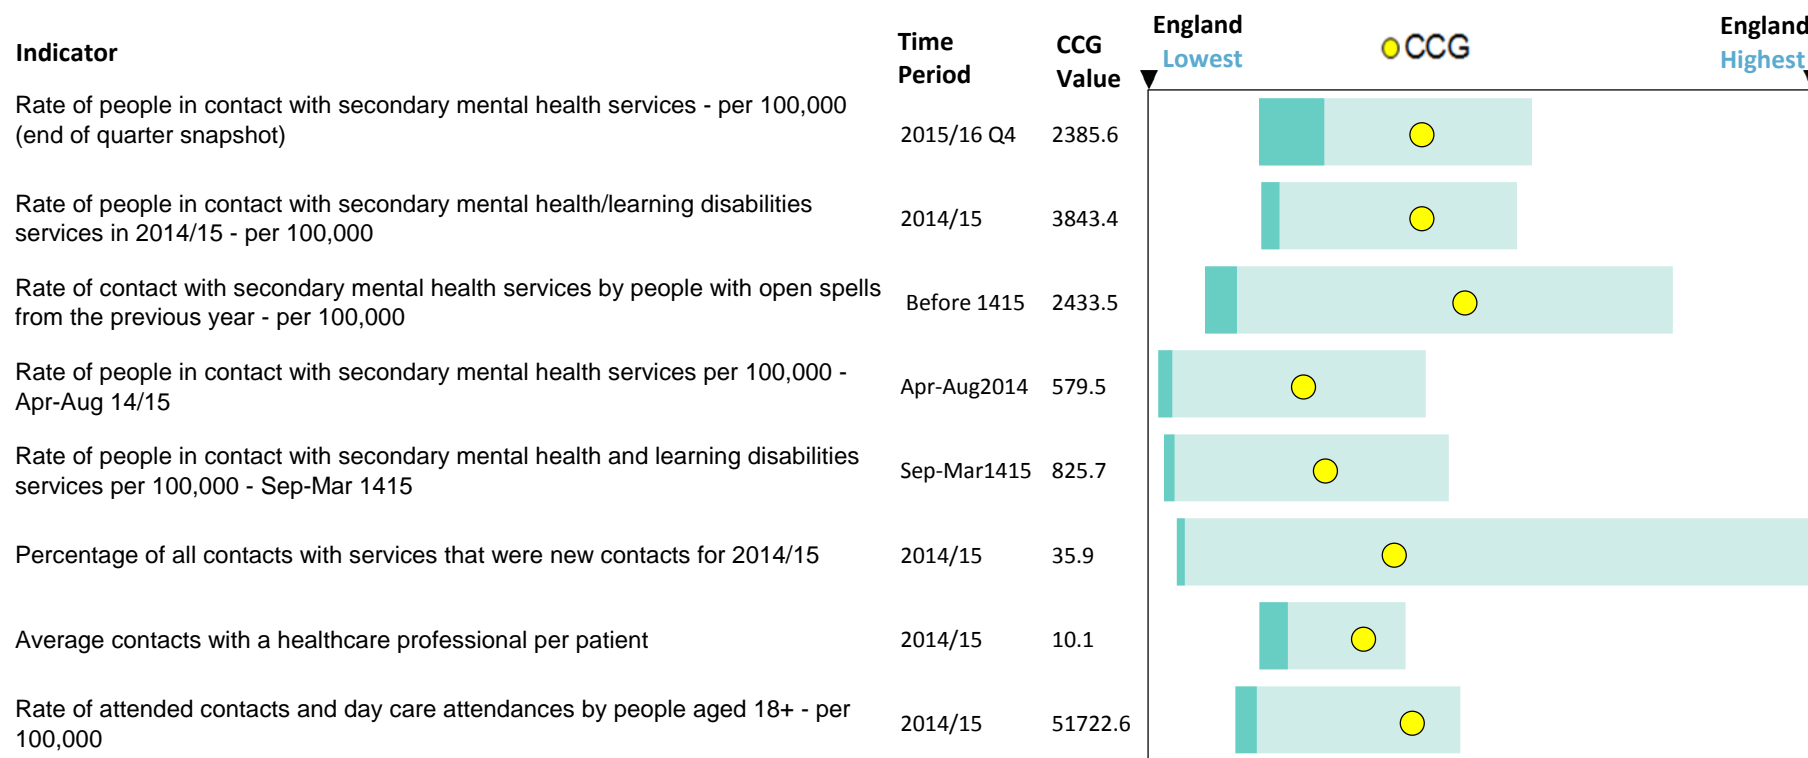 Indicator
Time Period
CCG Value
England Lowest
CCG
England Highest
Rate of people in contact with secondary mental health services - per 100,000
(end of quarter snapshot)
2015/16 Q4
2385.6
Rate of people in contact with secondary mental health/learning disabilities
services in 2014/15 - per 100,000
2014/15
3843.4
Rate of contact with secondary mental health services by people with open spells
from the previous year - per 100,000
Before 1415
2433.5
Rate of people in contact with secondary mental health services per 100,000 -
Apr-Aug 14/15
Apr-Aug2014
579.5
Rate of people in contact with secondary mental health and learning disabilities
services per 100,000 - Sep-Mar 1415
Sep-Mar1415
825.7
Percentage of all contacts with services that were new contacts for 2014/15
2014/15
35.9
Average contacts with a healthcare professional per patient
2014/15
10.1
Rate of attended contacts and day care attendances by people aged 18+ - per
100,000
2014/15
51722.6